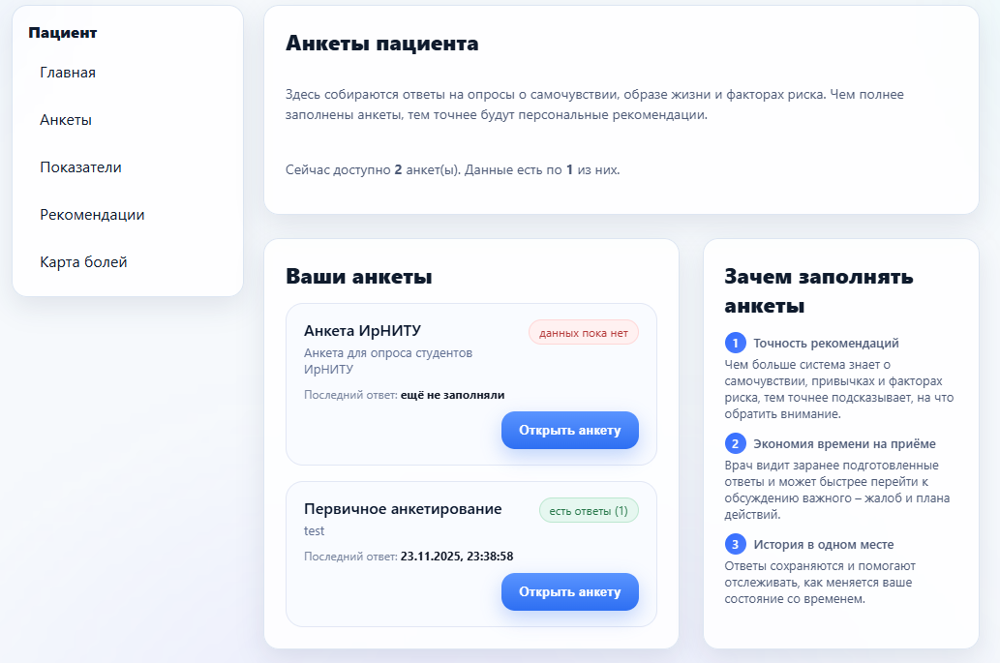 Пациент
Главная
Анкеты
Показатели
Рекомендации
Карта болей
Анкеты пациента
Здесь собираются ответы на опросы о самочувствии, образе жизни и факторах риска. Чем полнее
заполнены анкеты, тем точнее будут персональные рекомендации.
Сейчас доступно 2 анкет(ы). Данные есть по 1 из них.
Ваши анкеты
Анкета ИрНИТУ
данных пока нет
Анкета для опроса студентов
ИрНИТУ
Последний ответ: ещё не заполняли
Открыть анкету
Первичное анкетирование
есть ответы (1)
test
Последний ответ: 23.11.2025, 23:38:58
Открыть анкету
Зачем заполнять
анкеты
1 Точность рекомендаций
Чем больше система знает о
самочувствии, привычках и факторах
риска, тем точнее подсказывает, на что
обратить внимание.
2 Экономия времени на приёме
Врач видит заранее подготовленные
ответы и может быстрее перейти к
обсуждению важного – жалоб и плана
действий.
3 История в одном месте
Ответы сохраняются и помогают
отслеживать, как меняется ваше
состояние со временем.